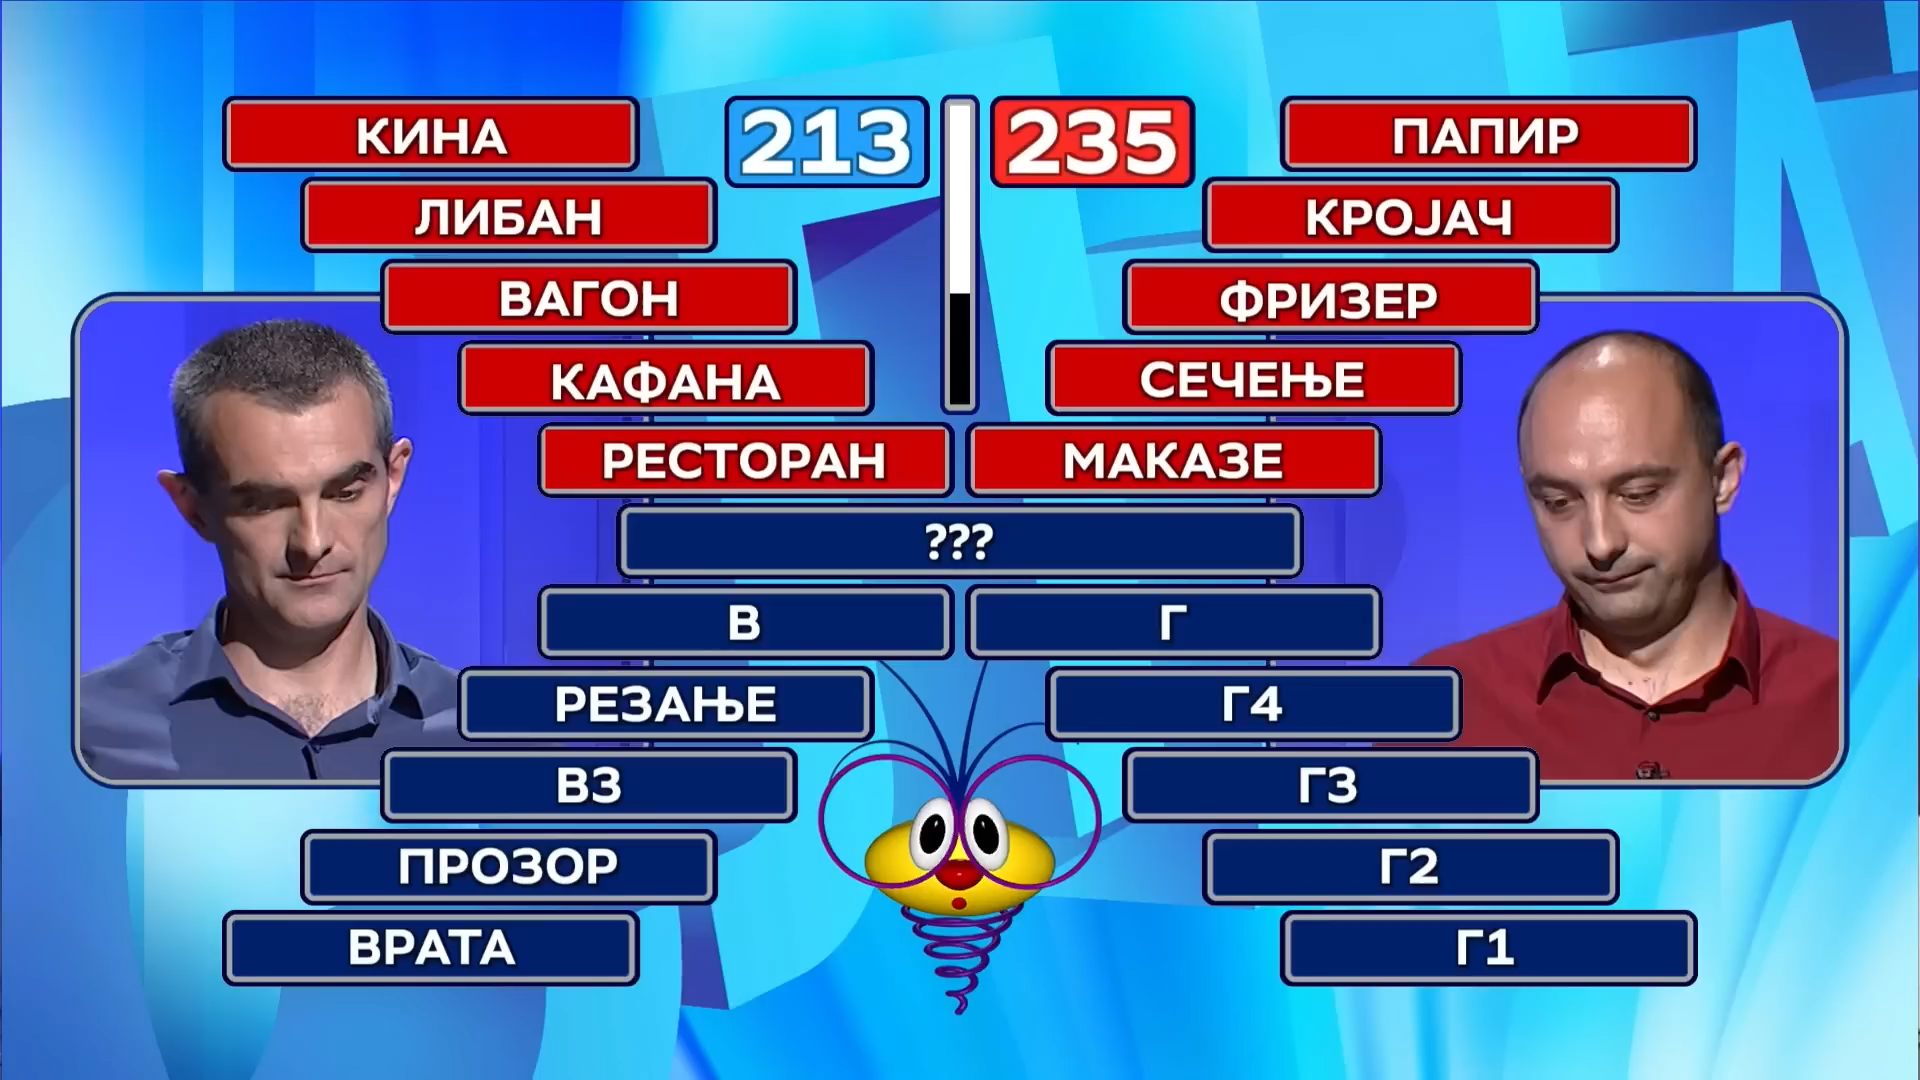 КИНА
213
235
ПАПИР
ЛИБАН
КРОЈАЧ
ВАГОН
ФРИЗЕР
КАФАНА
СЕЧЕЊЕ
РЕСТОРАН
МАКАЗЕ
???
В
Г
РЕЗАЊЕ
Г4
В3
Г3
ПРОЗОР
Г2
ВРАТА
Г1